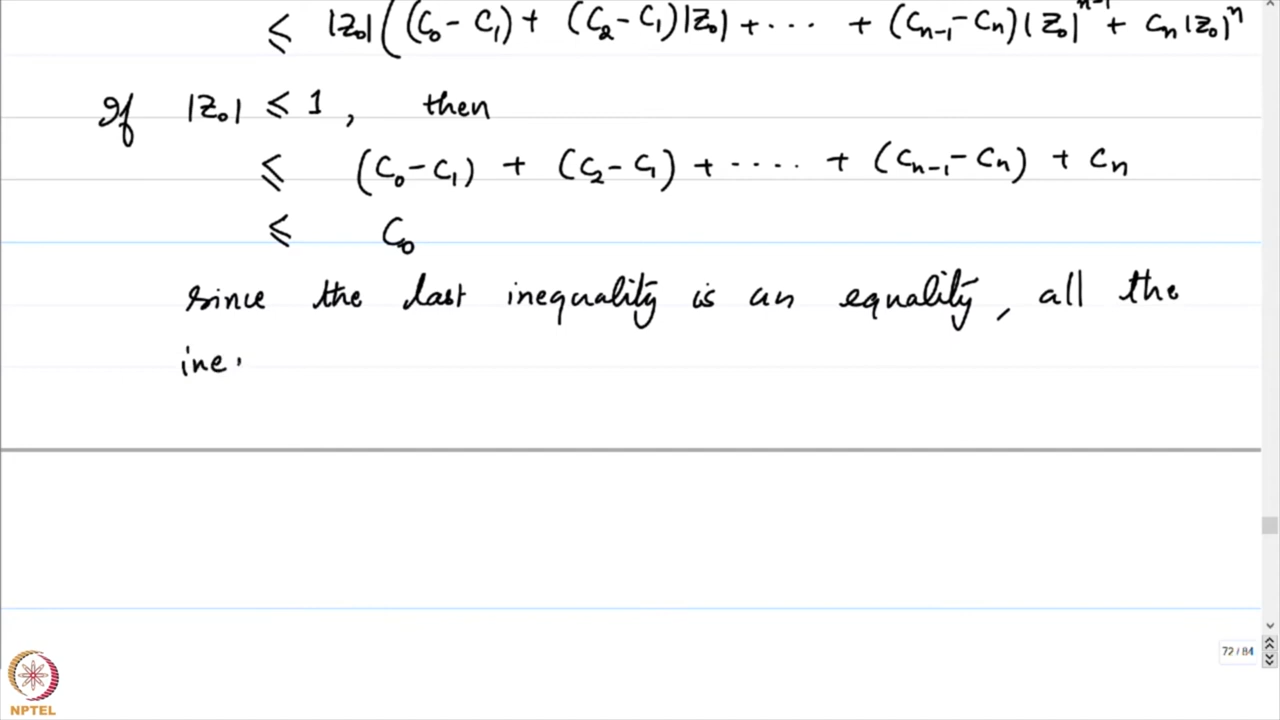 ≤ |z₀|((C₀ - C₁) + (C₂ - C₁)|z₀| + ···· + (Cₙ₋₁ - Cₙ)|z₀|ⁿ⁻¹ + Cₙ|z₀|ⁿ
If |z₀| ≤ 1, then
≤ (C₀ - C₁) + (C₂ - C₁) + ···· + (Cₙ₋₁ - Cₙ) + Cₙ
≤ C₀
since the last inequality is an equality, all the
ine
72 / 84
NPTEL